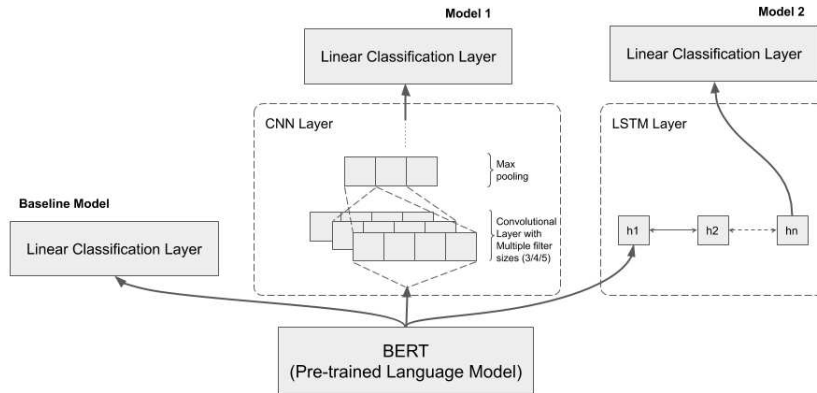 Model 1
Linear Classification Layer
CNN Layer
Max
pooling
Convolutional
Layer with
Multiple filter
sizes (3/4/5)
Model 2
Linear Classification Layer
LSTM Layer
h1
h2
hn
Baseline Model
Linear Classification Layer
BERT
(Pre-trained Language Model)